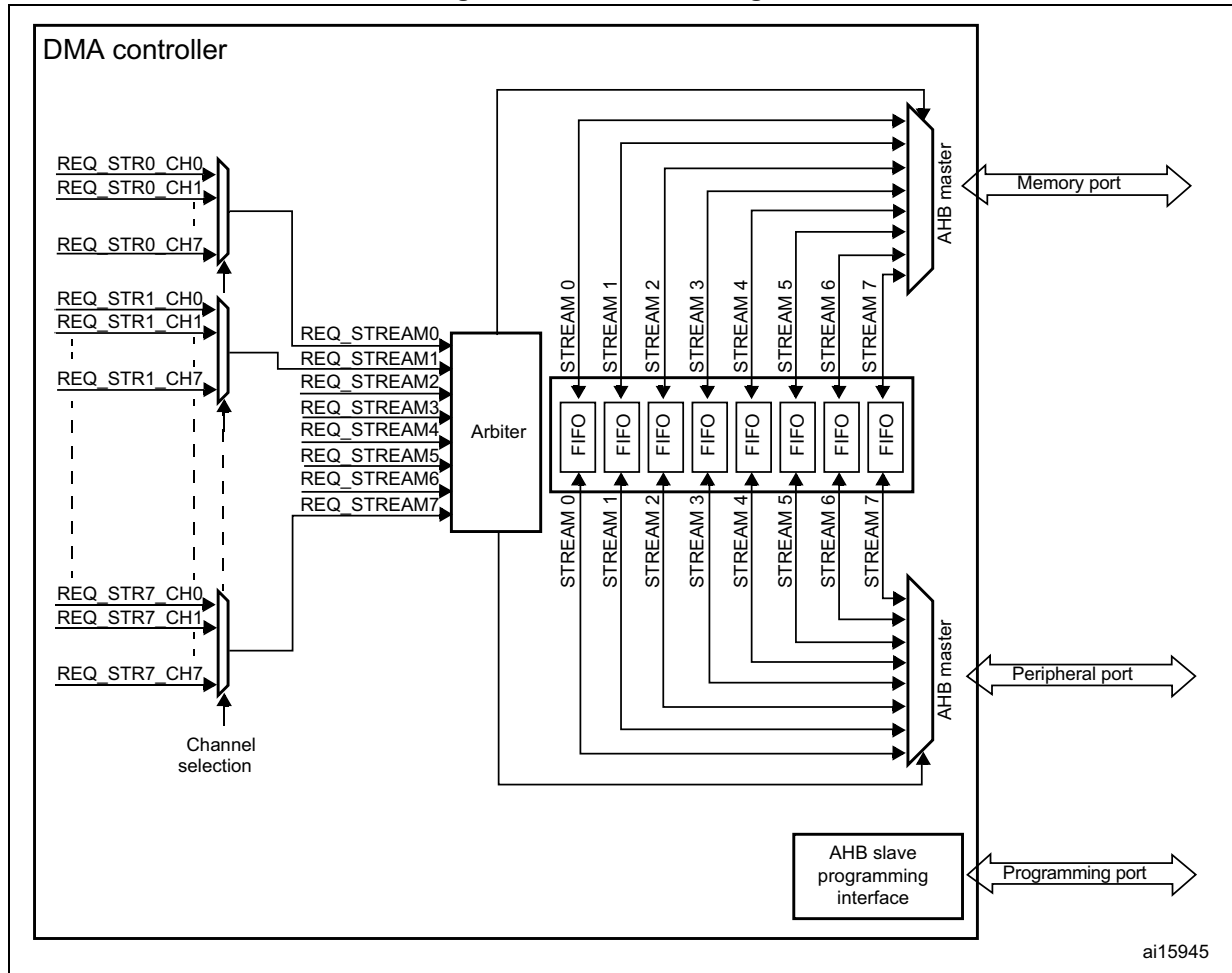 DMA controller
REQ_STR0_CH0
REQ_STR0_CH1
REQ_STR0_CH7
REQ_STR1_CH0
REQ_STR1_CH1
REQ_STR1_CH7
REQ_STR7_CH0
REQ_STR7_CH1
REQ_STR7_CH7
Channel
selection
REQ_STREAM0
REQ_STREAM1
REQ_STREAM2
REQ_STREAM3
REQ_STREAM4
REQ_STREAM5
REQ_STREAM6
REQ_STREAM7
Arbiter
STREAM 0
STREAM 1
STREAM 2
STREAM 3
STREAM 4
STREAM 5
STREAM 6
STREAM 7
FIFO
FIFO
FIFO
FIFO
FIFO
FIFO
FIFO
FIFO
STREAM 0
STREAM 1
STREAM 2
STREAM 3
STREAM 4
STREAM 5
STREAM 6
STREAM 7
AHB master
Memory port
AHB master
Peripheral port
AHB slave
programming
interface
Programming port
ai15945